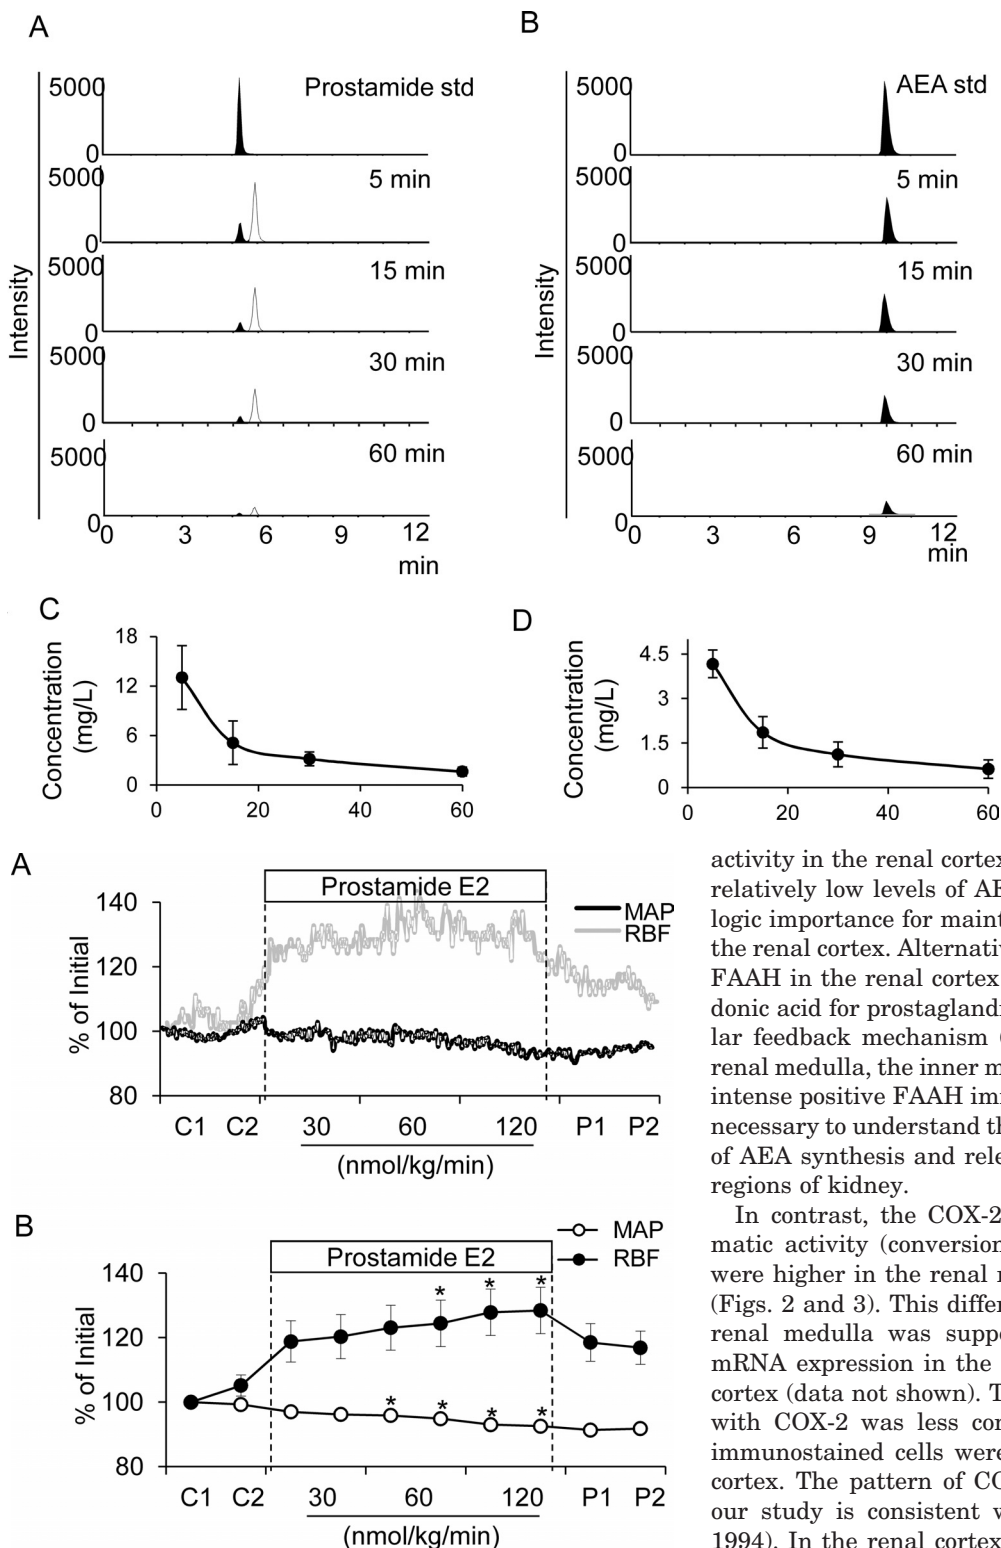 A
B
5000
Prostamide std
0
5000
5 min
0
5000
15 min
0
5000
30 min
0
5000
60 min
0
Intensity
0 3 6 9 12
min
5000
AEA std
0
5000
5 min
0
5000
15 min
0
5000
30 min
0
5000
60 min
0
Intensity
0 3 6 9 12
min
C
Concentration
(mg/L)
18
12
6
0
0 20 40 60
D
Concentration
(mg/L)
4.5
3
1.5
0
0 20 40 60
A
Prostamide E2
MAP
RBF
% of Initial
140
120
100
80
C1 C2 30 60 120 P1 P2
(nmol/kg/min)
B
MAP
RBF
Prostamide E2
% of Initial
140
120
100
80
* * *
* * * *
C1 C2 30 60 120 P1 P2
(nmol/kg/min)
activity in the renal cortex
relatively low levels of AE
logic importance for maint
the renal cortex. Alternativ
FAAH in the renal cortex
donic acid for prostaglandi
lar feedback mechanism (
renal medulla, the inner m
intense positive FAAH imm
necessary to understand th
of AEA synthesis and rele
regions of kidney.
In contrast, the COX-2
matic activity (conversion
were higher in the renal m
(Figs. 2 and 3). This differ
renal medulla was suppo
mRNA expression in the
cortex (data not shown). T
with COX-2 was less con
immunostained cells were
cortex. The pattern of CO
our study is consistent w
1994). In the renal cortex